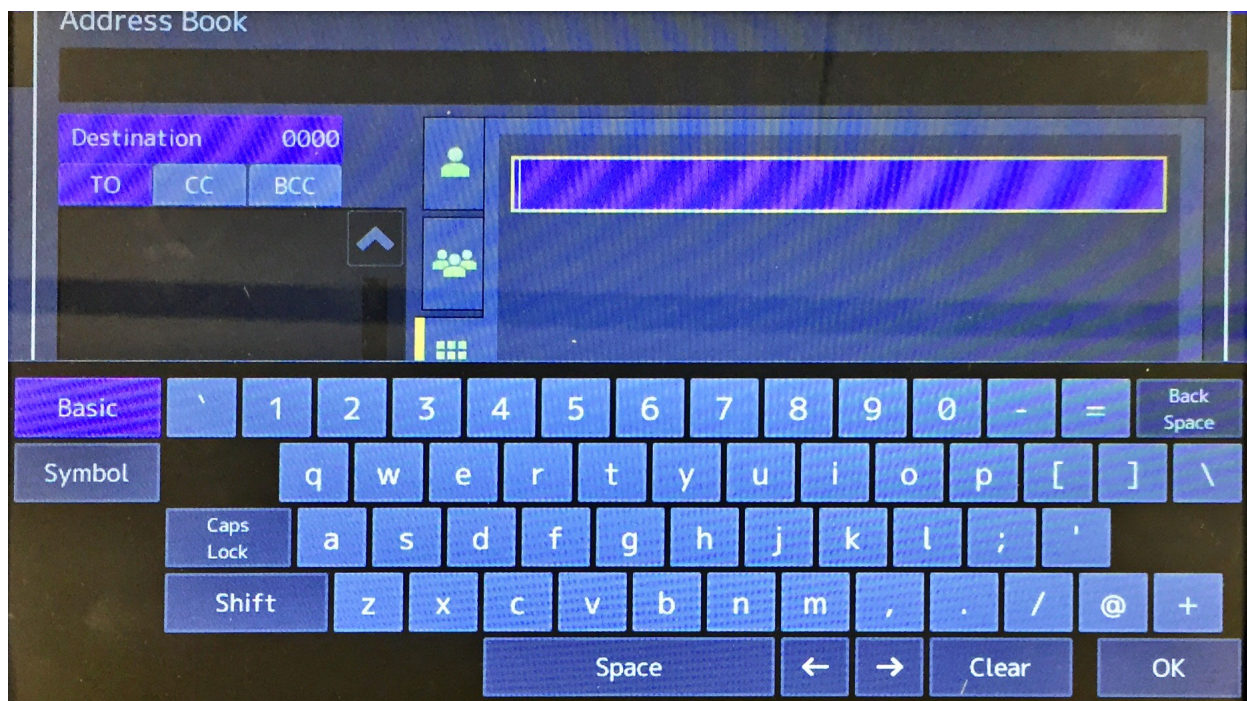 Address Book
Destination 0000
TO CC BCC
Basic ` 1 2 3 4 5 6 7 8 9 0 - = Back Space
Symbol q w e r t y u i o p [ ] \
Caps Lock a s d f g h j k l ; '
Shift z x c v b n m , . / @ +
Space ← → Clear OK